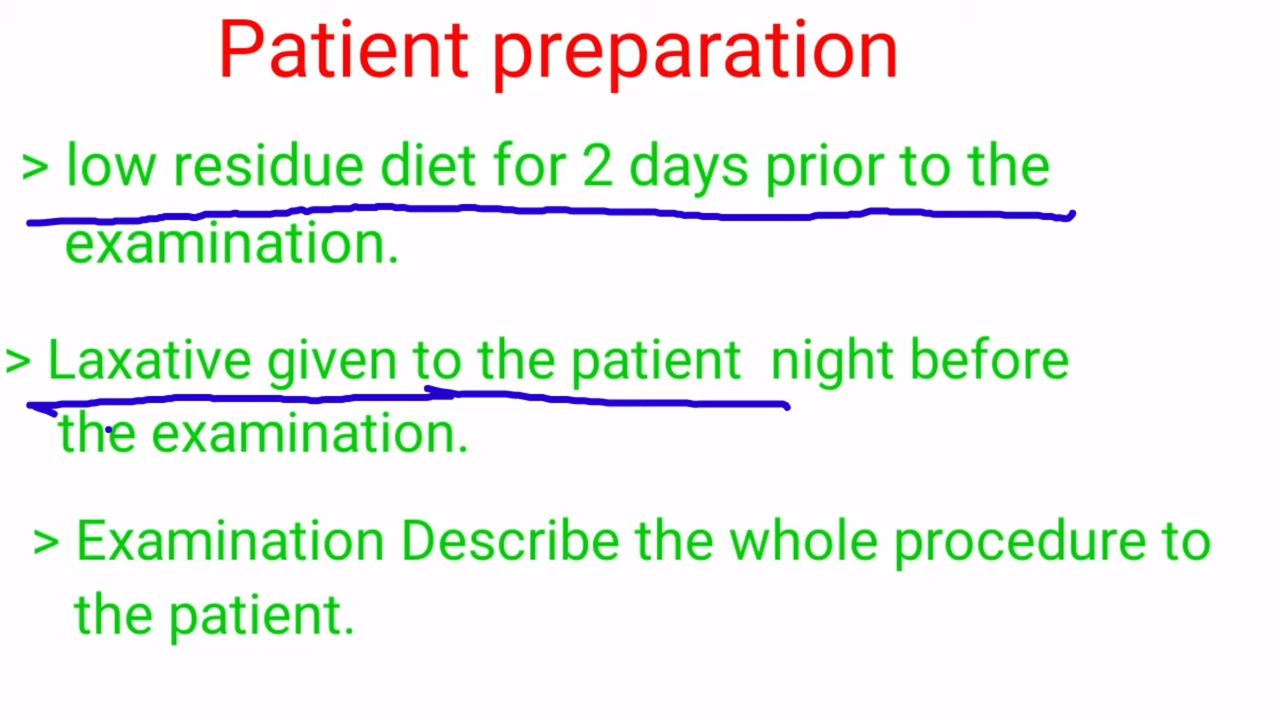 Patient preparation
> low residue diet for 2 days prior to the
examination.
> Laxative given to the patient night before
the examination.
> Examination Describe the whole procedure to
the patient.